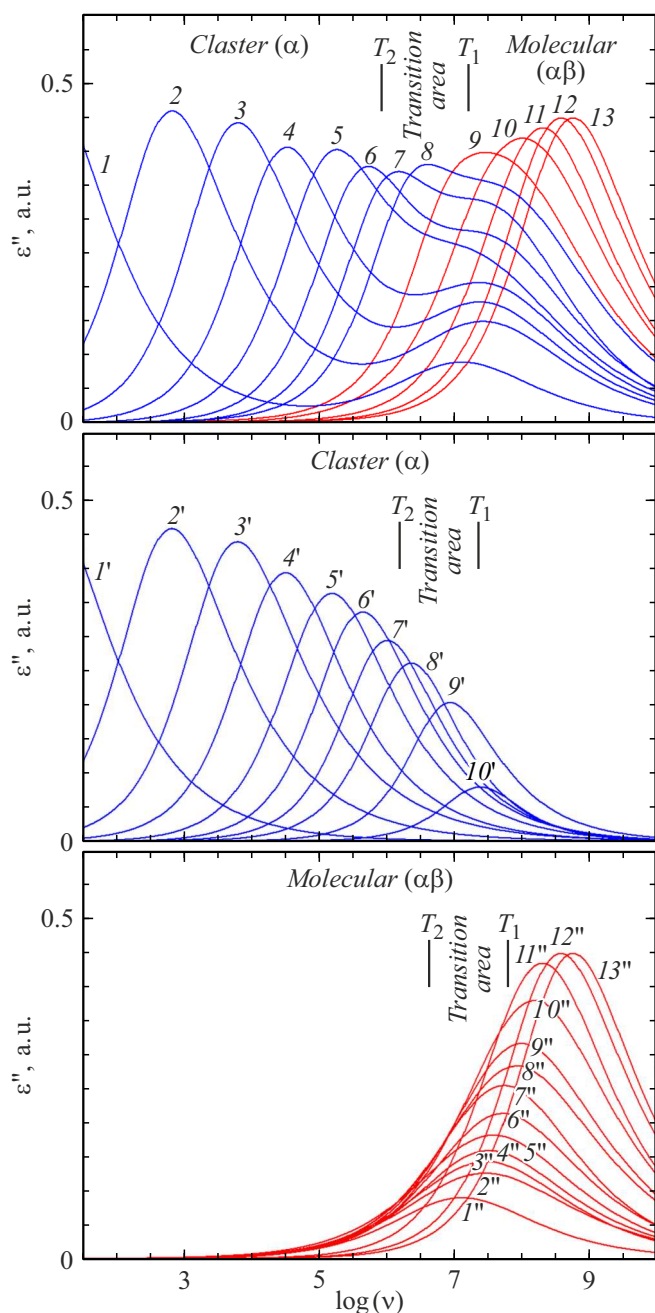 Claster (α)
T2
Transition area
T1
Molecular (αβ)
0.5
1
2
3
4
5
6
7
8
9
10
11
12
13
ε", a.u.
0
Claster (α)
0.5
T2
Transition area
T1
1'
2'
3'
4'
5'
6'
7'
8'
9'
10'
ε", a.u.
0
Molecular (αβ)
0.5
T2
Transition area
T1
11"
12"
13"
10"
9"
8"
7"
6"
3" 4" 5"
2"
1"
ε", a.u.
0
3 5 7 9
log (ν)